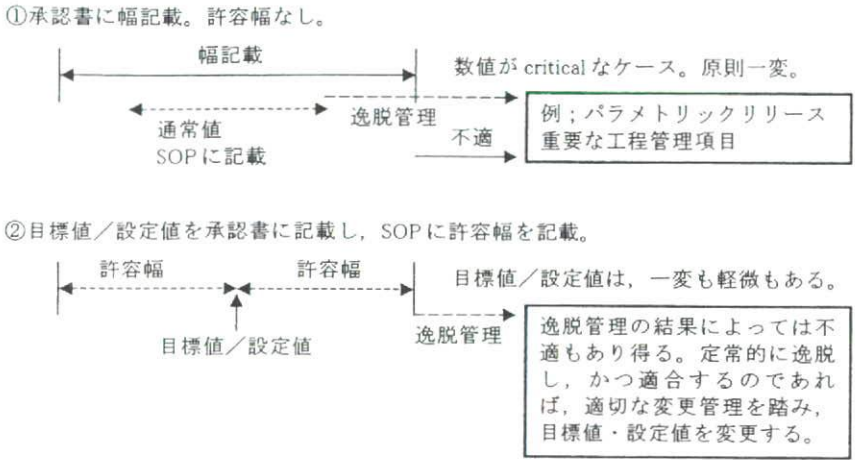 ①承認書に幅記載。許容幅なし。
幅記載
数値が critical なケース。原則一変。
通常値
SOPに記載
逸脱管理
不適
例；パラメトリックリリース
重要な工程管理項目
②目標値／設定値を承認書に記載し，SOPに許容幅を記載。
許容幅
許容幅
目標値／設定値は，一変も軽微もある。
目標値／設定値
逸脱管理
逸脱管理の結果によっては不
適もあり得る。定常的に逸脱
し，かつ適合するのであれ
ば，適切な変更管理を踏み，
目標値・設定値を変更する。